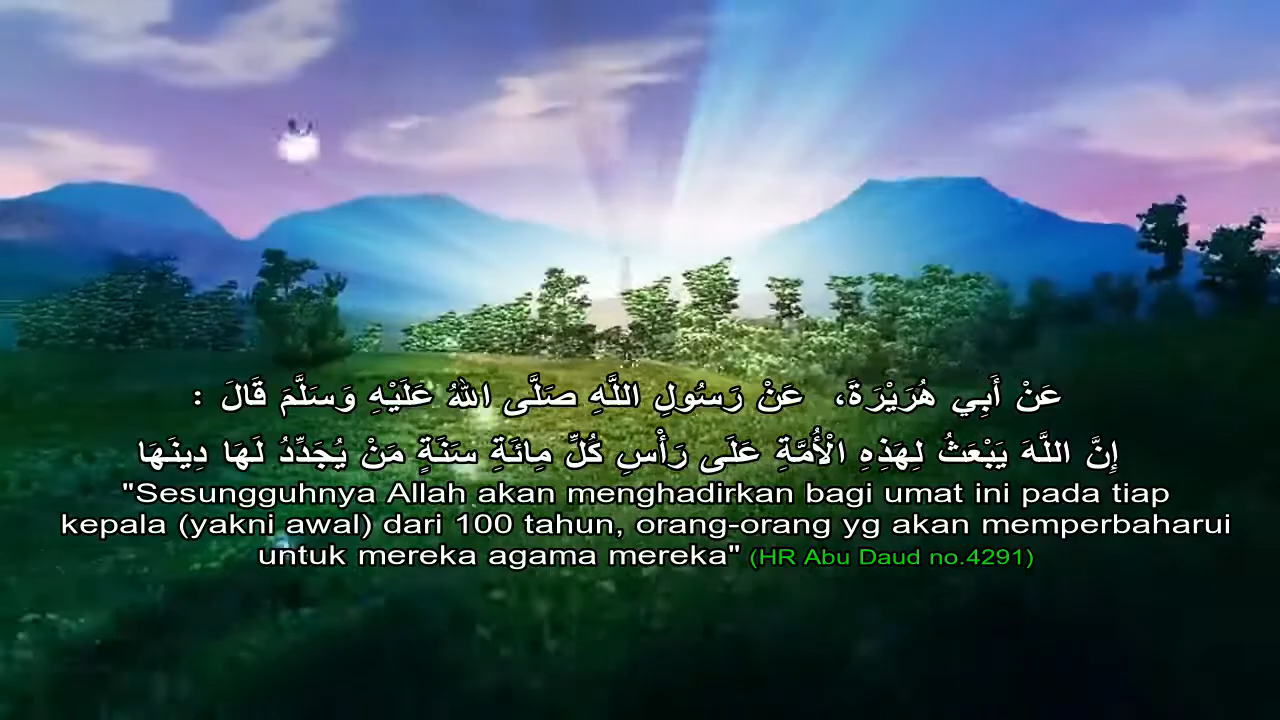 عَنْ أَبِي هُرَيْرَةَ، عَنْ رَسُولِ اللَّهِ صَلَّى اللهُ عَلَيْهِ وَسَلَّمَ قَالَ :
إِنَّ اللَّهَ يَبْعَثُ لِهَذِهِ الْأُمَّةِ عَلَى رَأْسِ كُلِّ مِائَةِ سَنَةٍ مَنْ يُجَدِّدُ لَهَا دِينَهَا
"Sesungguhnya Allah akan menghadirkan bagi umat ini pada tiap
kepala (yakni awal) dari 100 tahun, orang-orang yg akan memperbaharui
untuk mereka agama mereka" (HR Abu Daud no.4291)